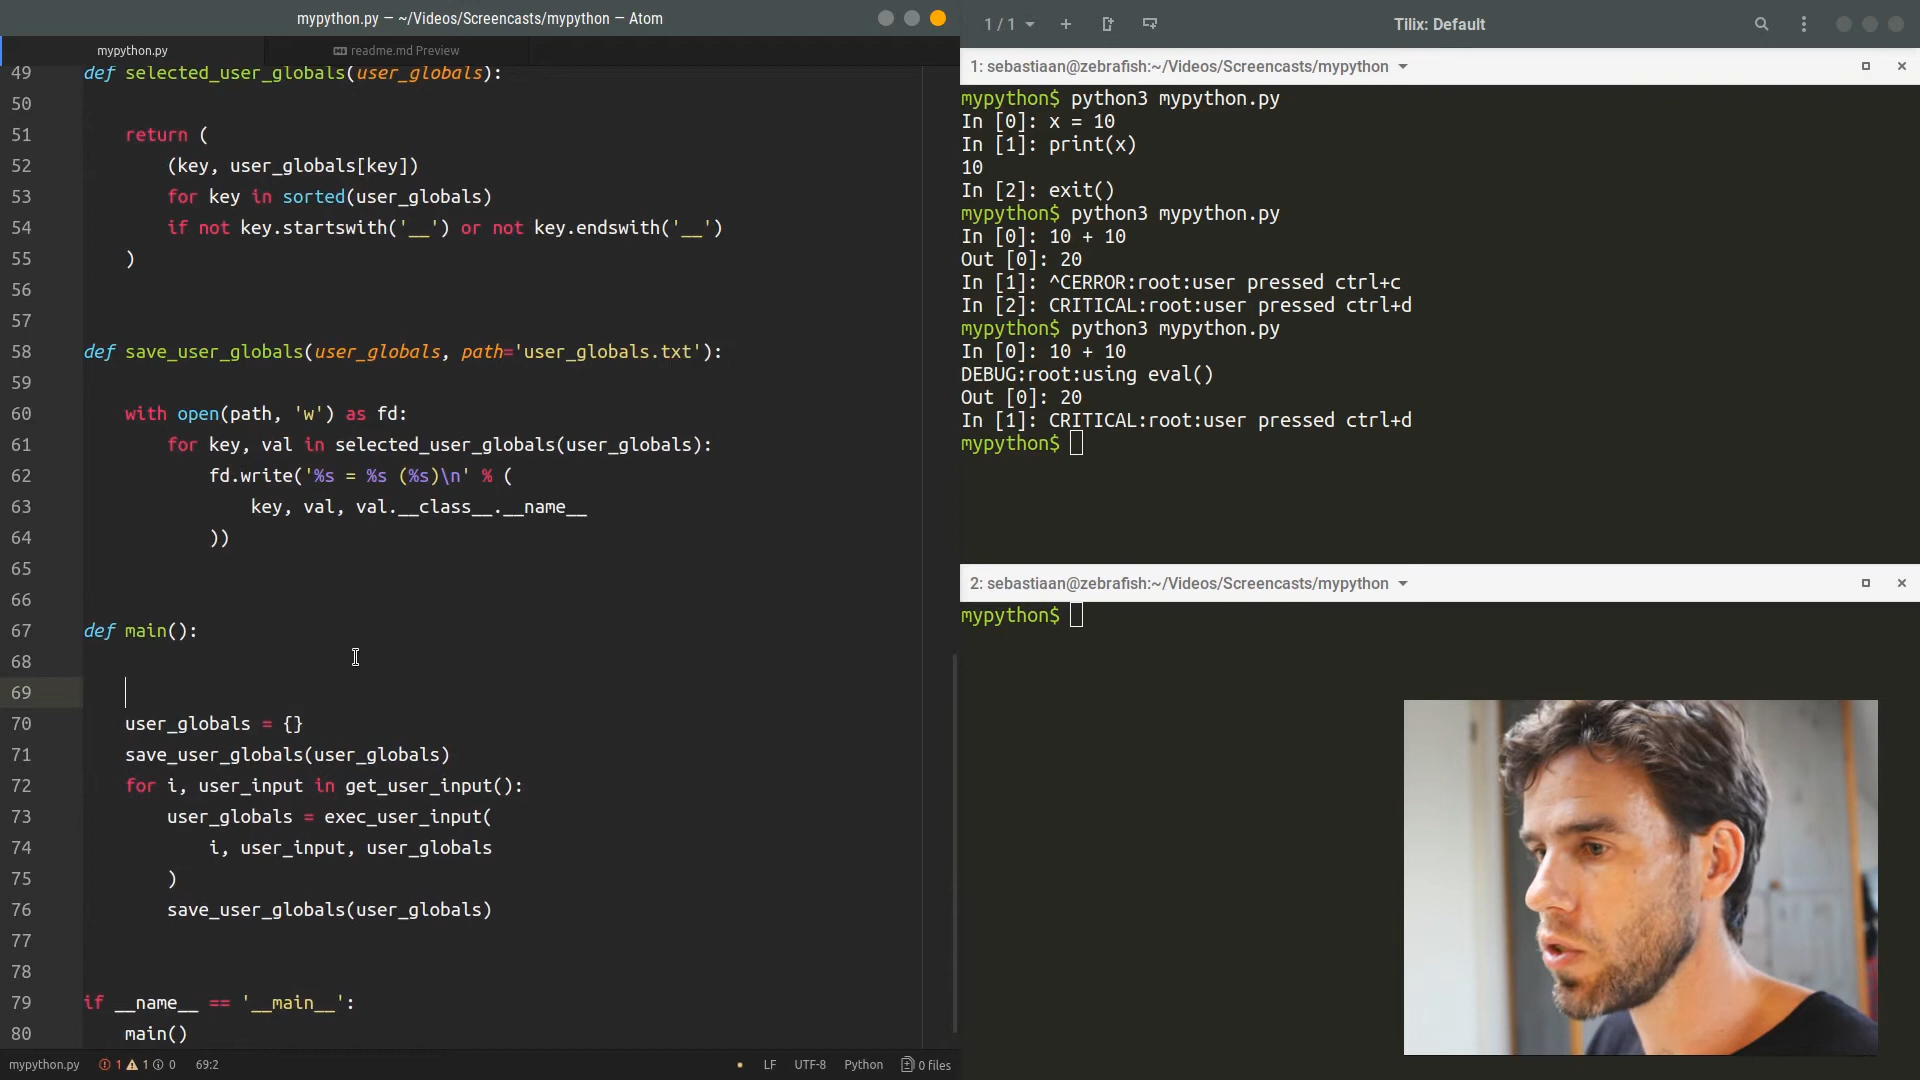 mypython.py — ~/Videos/Screencasts/mypython — Atom
mypython.py
readme.md Preview
49 def selected_user_globals(user_globals):
50
51 return (
52 (key, user_globals[key])
53 for key in sorted(user_globals)
54 if not key.startswith('__') or not key.endswith('__')
55 )
56
57
58 def save_user_globals(user_globals, path='user_globals.txt'):
59
60 with open(path, 'w') as fd:
61 for key, val in selected_user_globals(user_globals):
62 fd.write('%s = %s (%s)\n' % (
63 key, val, val.__class__.__name__
64 ))
65
66
67 def main():
68
69
70 user_globals = {}
71 save_user_globals(user_globals)
72 for i, user_input in get_user_input():
73 user_globals = exec_user_input(
74 i, user_input, user_globals
75 )
76 save_user_globals(user_globals)
77
78
79 if __name__ == '__main__':
80 main()
mypython.py 1 1 0 69:2 LF UTF-8 Python 0 files
1 / 1
Tilix: Default
1: sebastiaan@zebrafish:~/Videos/Screencasts/mypython
mypython$ python3 mypython.py
In [0]: x = 10
In [1]: print(x)
10
In [2]: exit()
mypython$ python3 mypython.py
In [0]: 10 + 10
Out [0]: 20
In [1]: ^CERROR:root:user pressed ctrl+c
In [2]: CRITICAL:root:user pressed ctrl+d
mypython$ python3 mypython.py
In [0]: 10 + 10
DEBUG:root:using eval()
Out [0]: 20
In [1]: CRITICAL:root:user pressed ctrl+d
mypython$
2: sebastiaan@zebrafish:~/Videos/Screencasts/mypython
mypython$